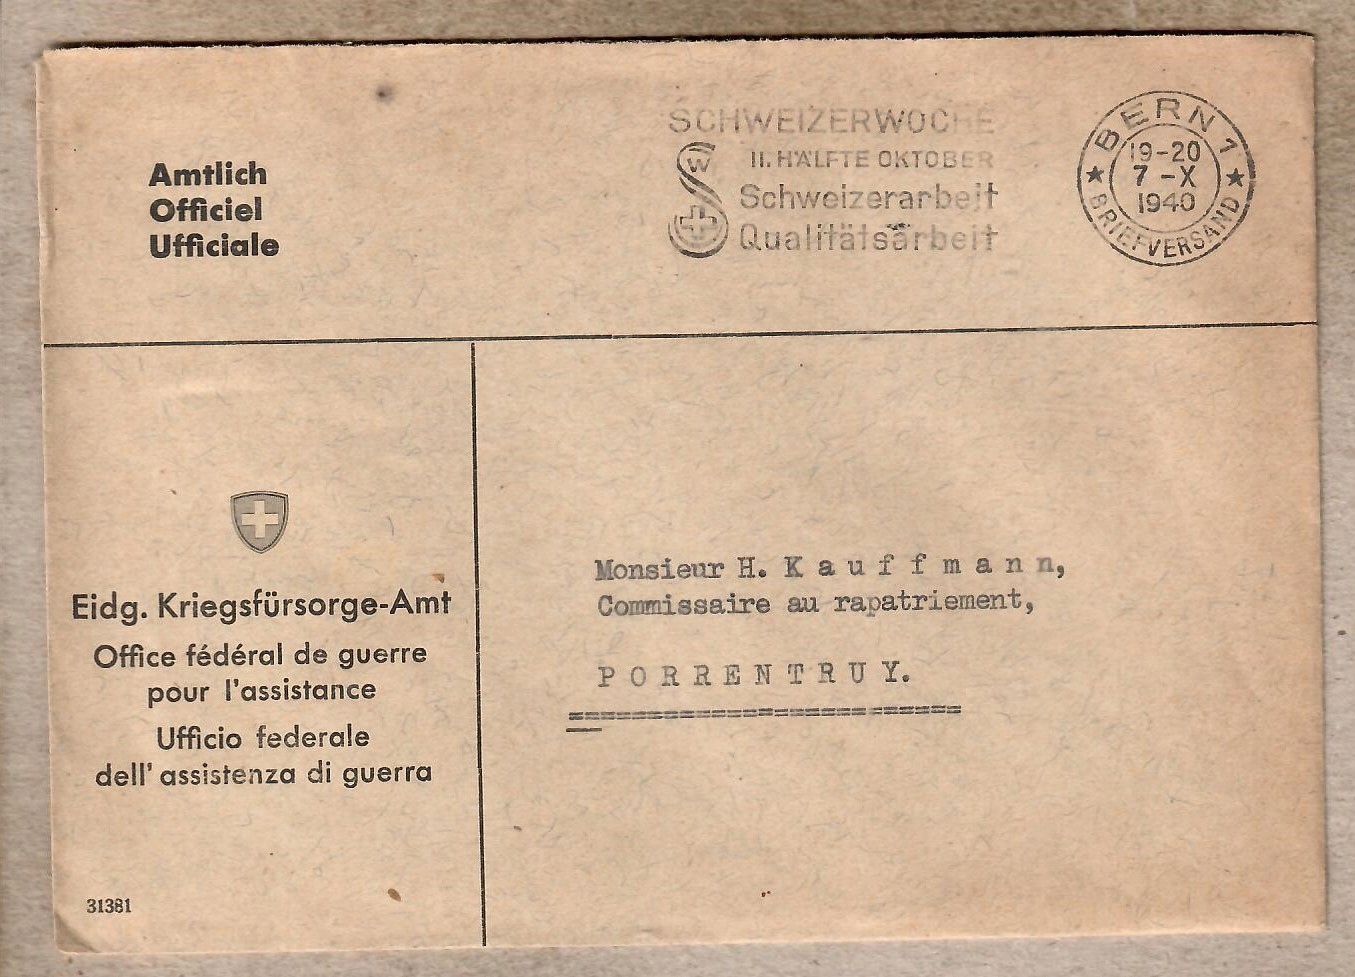 Amtlich
Officiel
Ufficiale
SCHWEIZERWOCHE
W
II. HÄLFTE OKTOBER
Schweizerarbeit
Qualitätsarbeit
BERN 1
19-20
7 -X
1940
BRIEFVERSAND
Eidg. Kriegsfürsorge-Amt
Office fédéral de guerre
pour l'assistance
Ufficio federale
dell' assistenza di guerra
31381
Monsieur H. K a u f f m a n n,
Commissaire au rapatriement,
P O R R E N T R U Y.